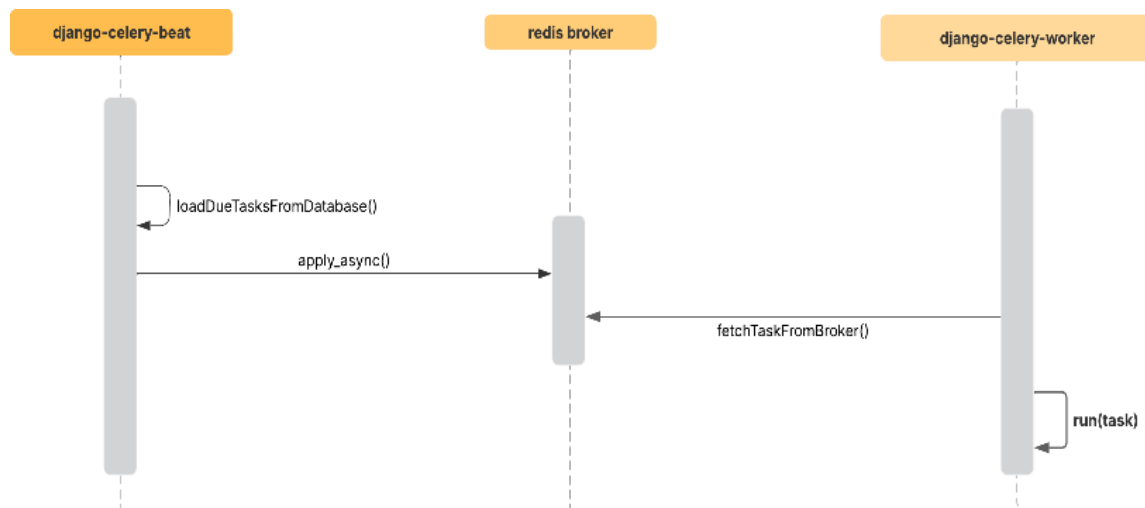 django-celery-beat
redis broker
django-celery-worker
loadDueTasksFromDatabase()
apply_async()
fetchTaskFromBroker()
run(task)